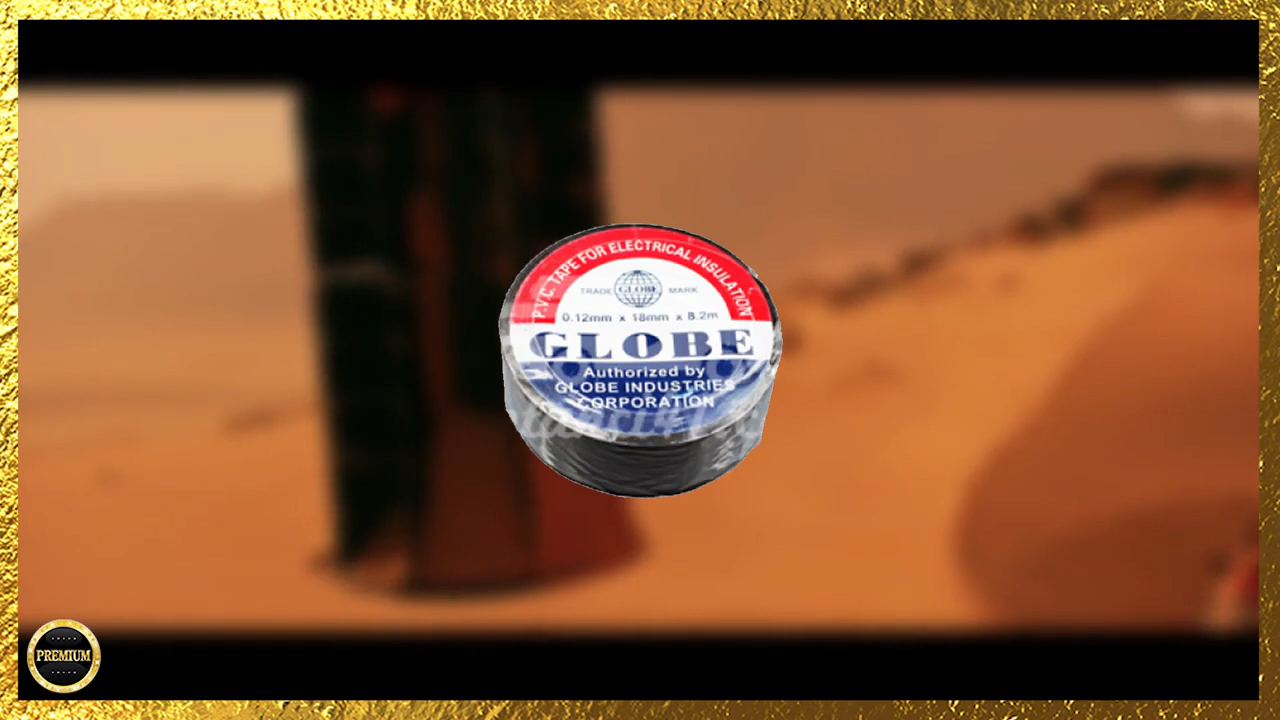 P.V.C. TAPE FOR ELECTRICAL INSULATION
TRADE GLOBE MARK
0.12mm x 18mm x 8.2m
GLOBE
Authorized by
GLOBE INDUSTRIES
CORPORATION
PREMIUM